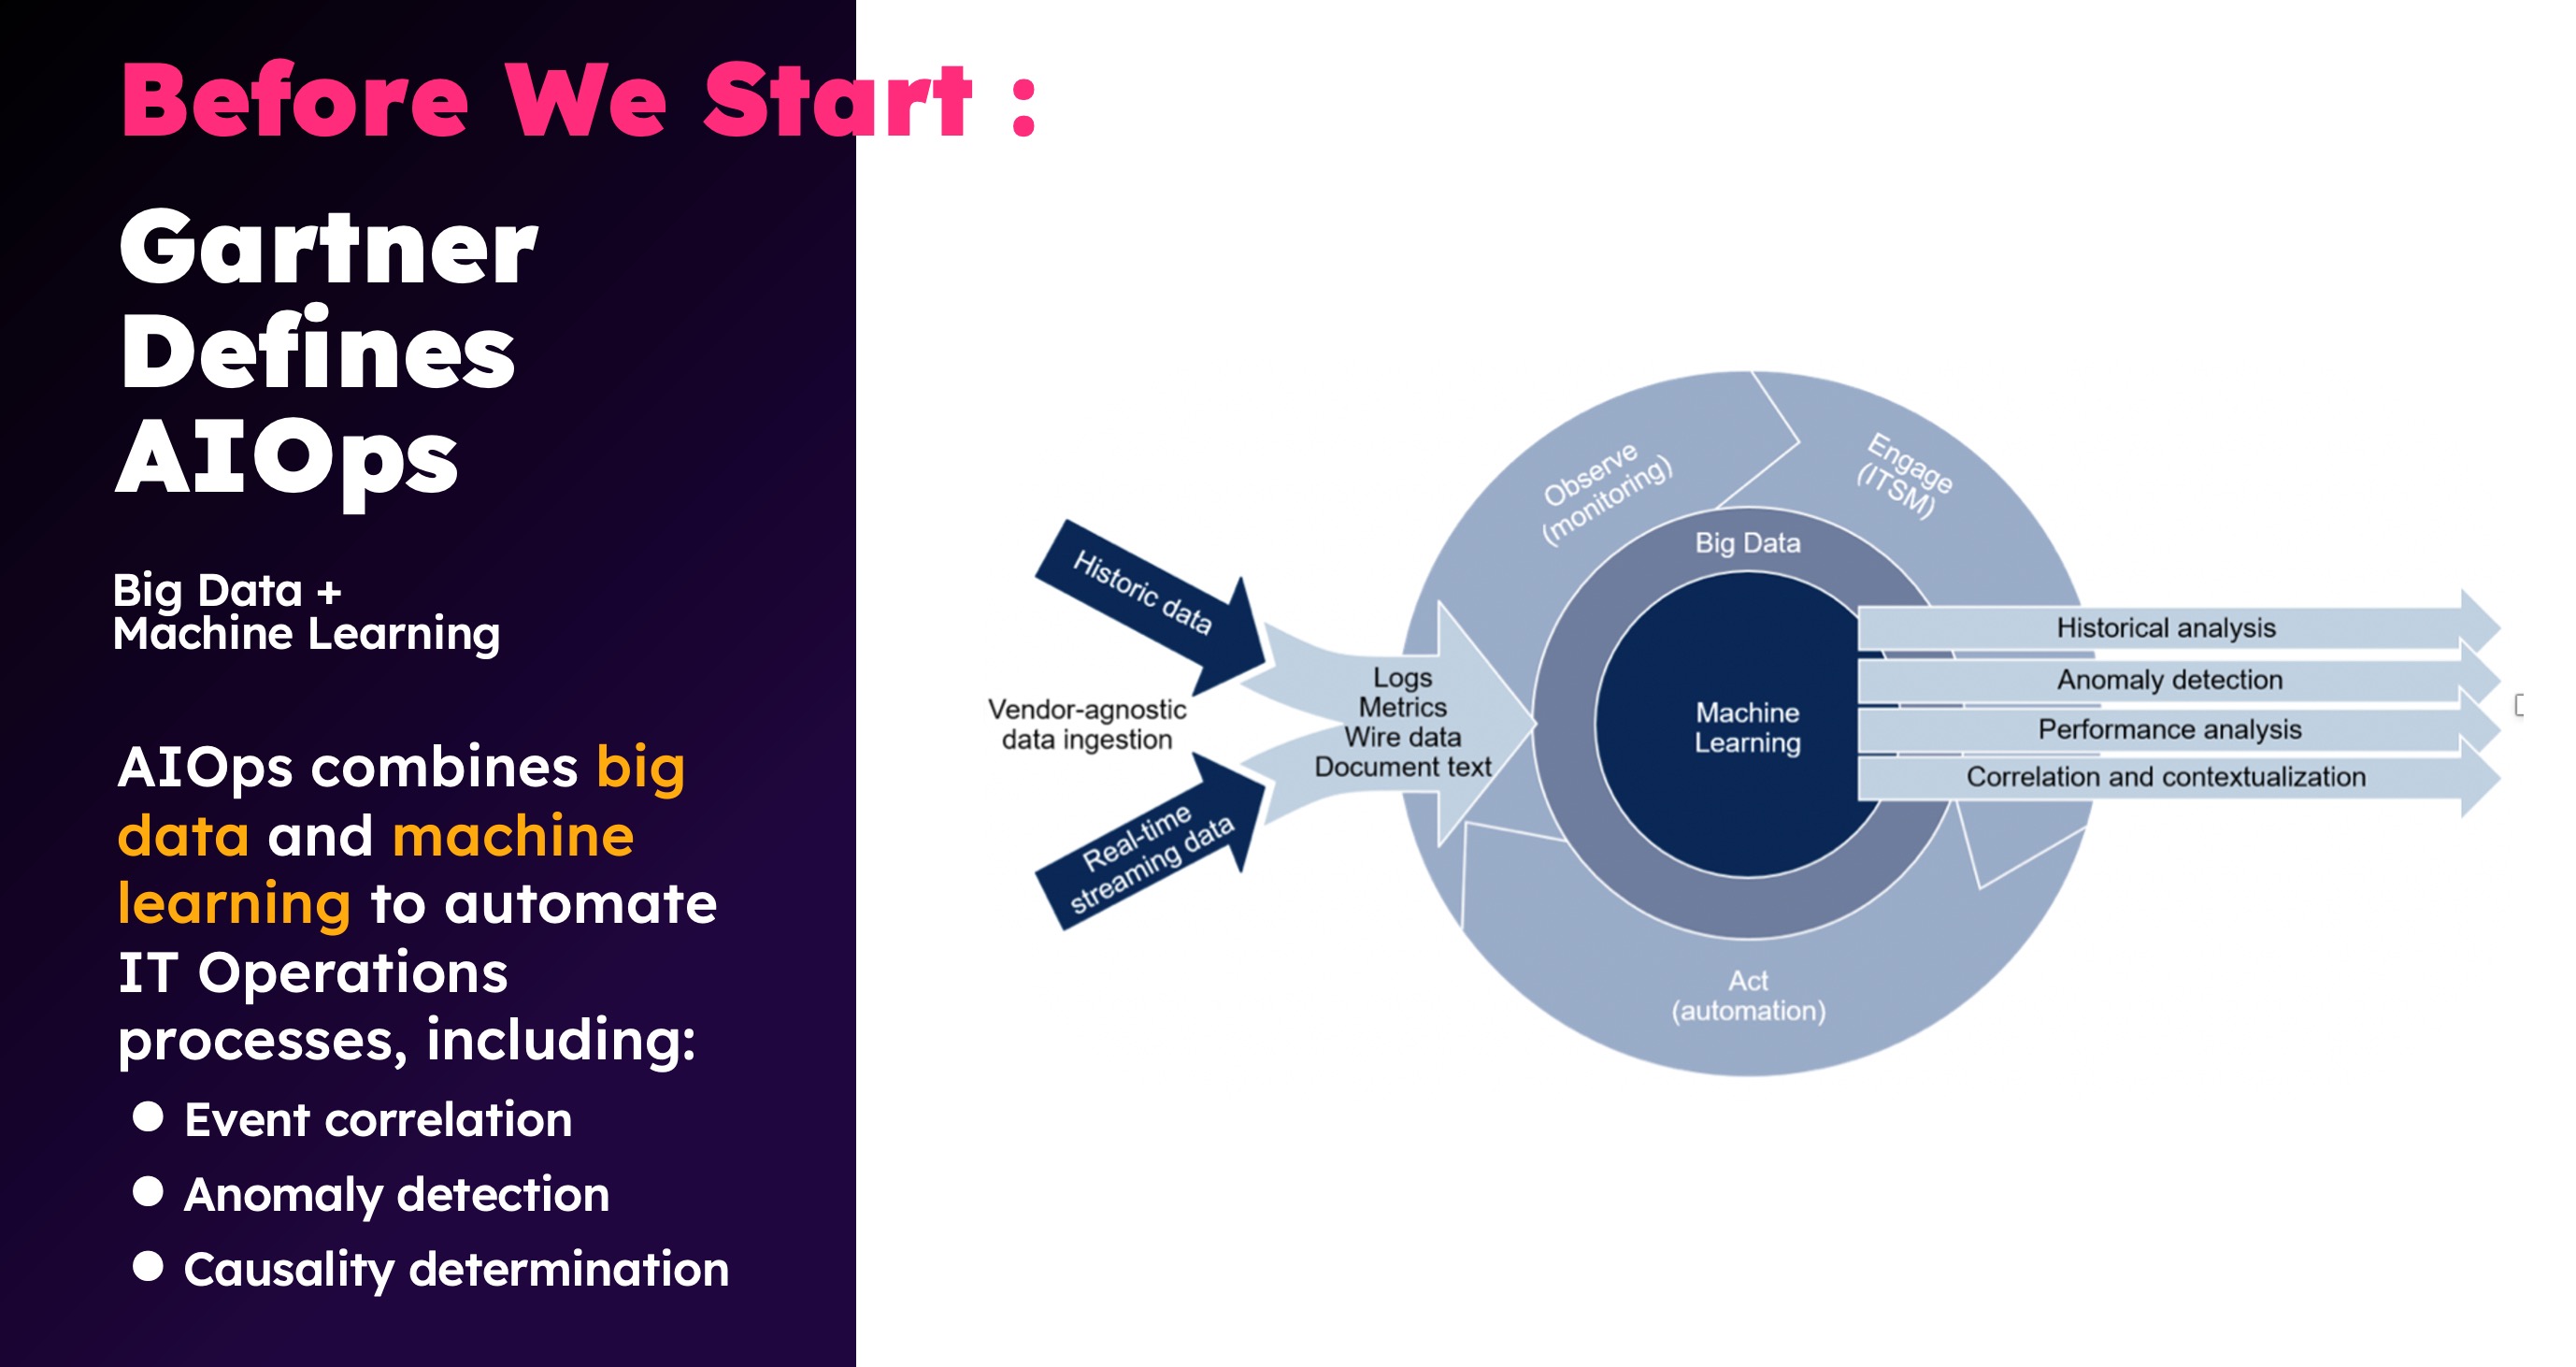 Before We Start :
Gartner
Defines
AIOps
Big Data +
Machine Learning
AIOps combines big
data and machine
learning to automate
IT Operations
processes, including:
● Event correlation
● Anomaly detection
● Causality determination
Historic data
Vendor-agnostic
data ingestion
Real-time
streaming data
Logs
Metrics
Wire data
Document text
Observe
(monitoring)
Engage
(ITSM)
Big Data
Machine
Learning
Act
(automation)
Historical analysis
Anomaly detection
Performance analysis
Correlation and contextualization